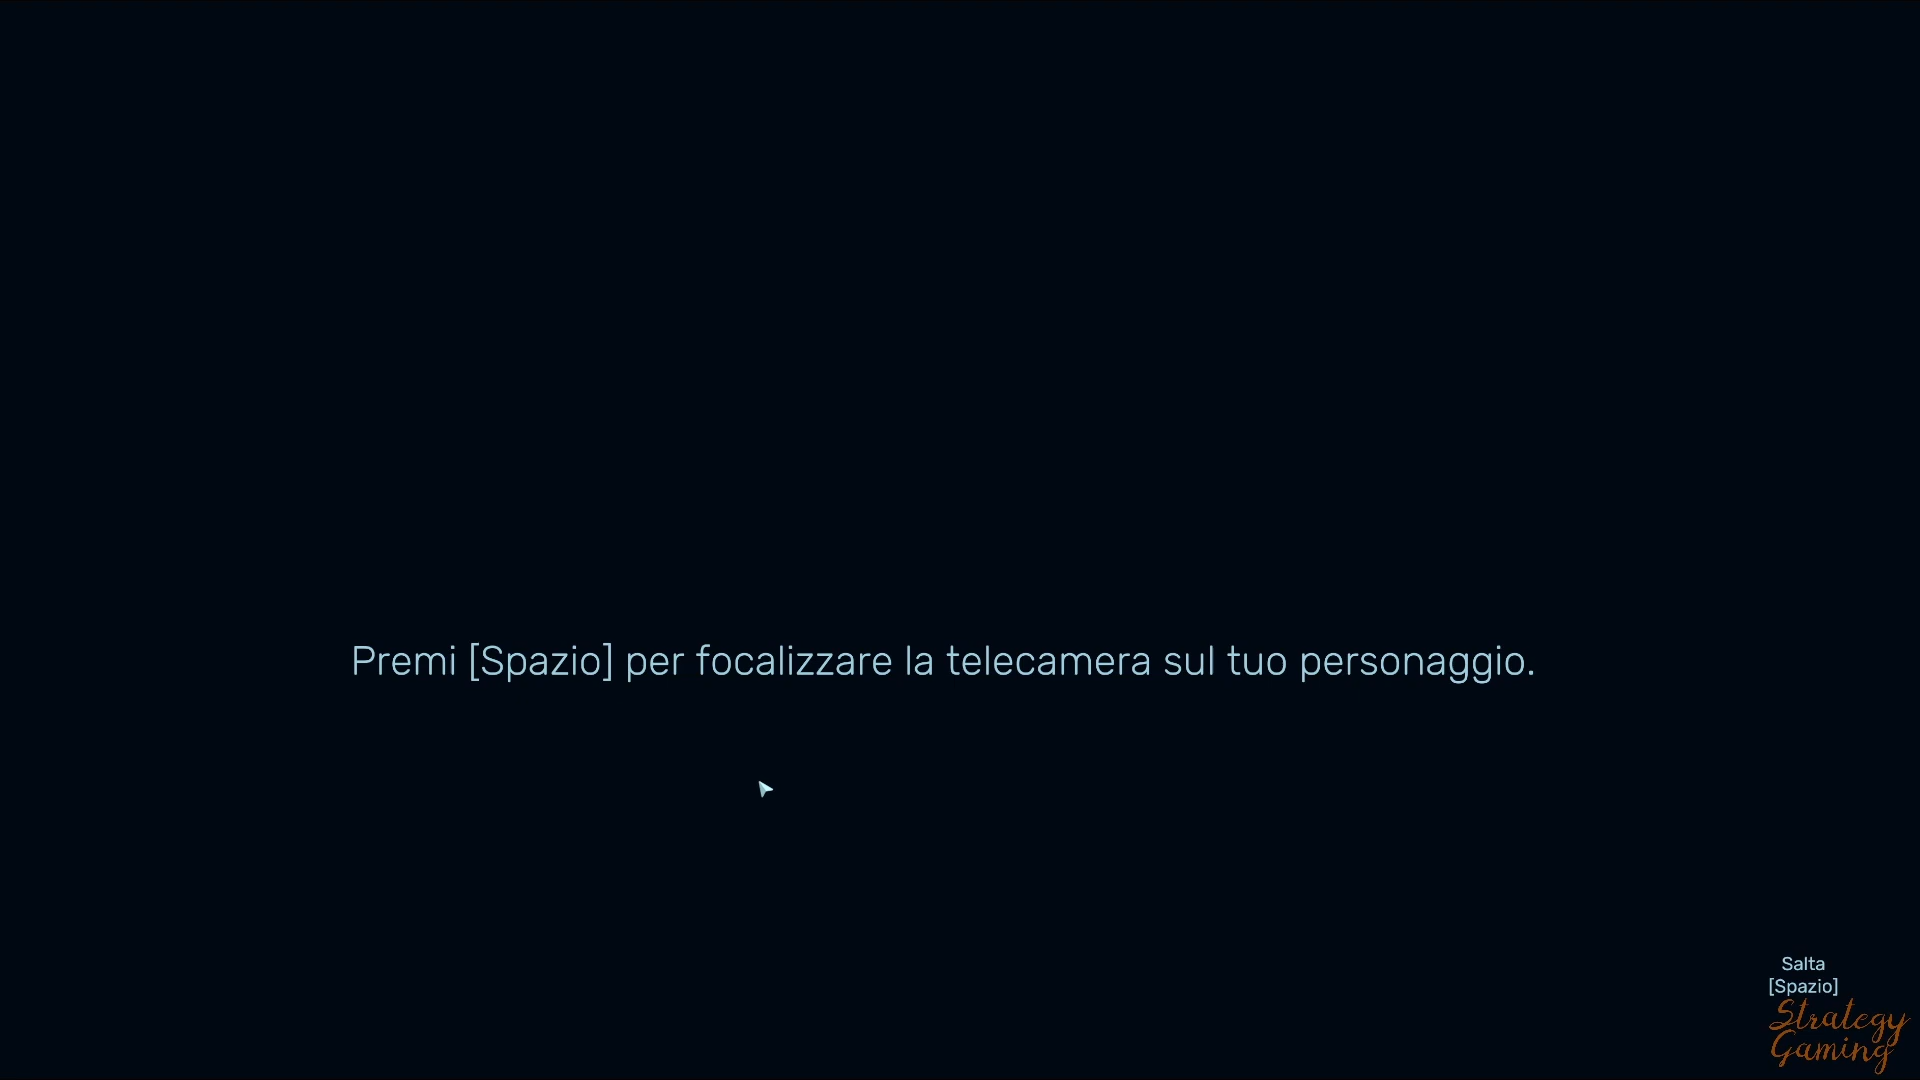 Premi [Spazio] per focalizzare la telecamera sul tuo personaggio.
Salta
[Spazio]
Strategy
Gaming